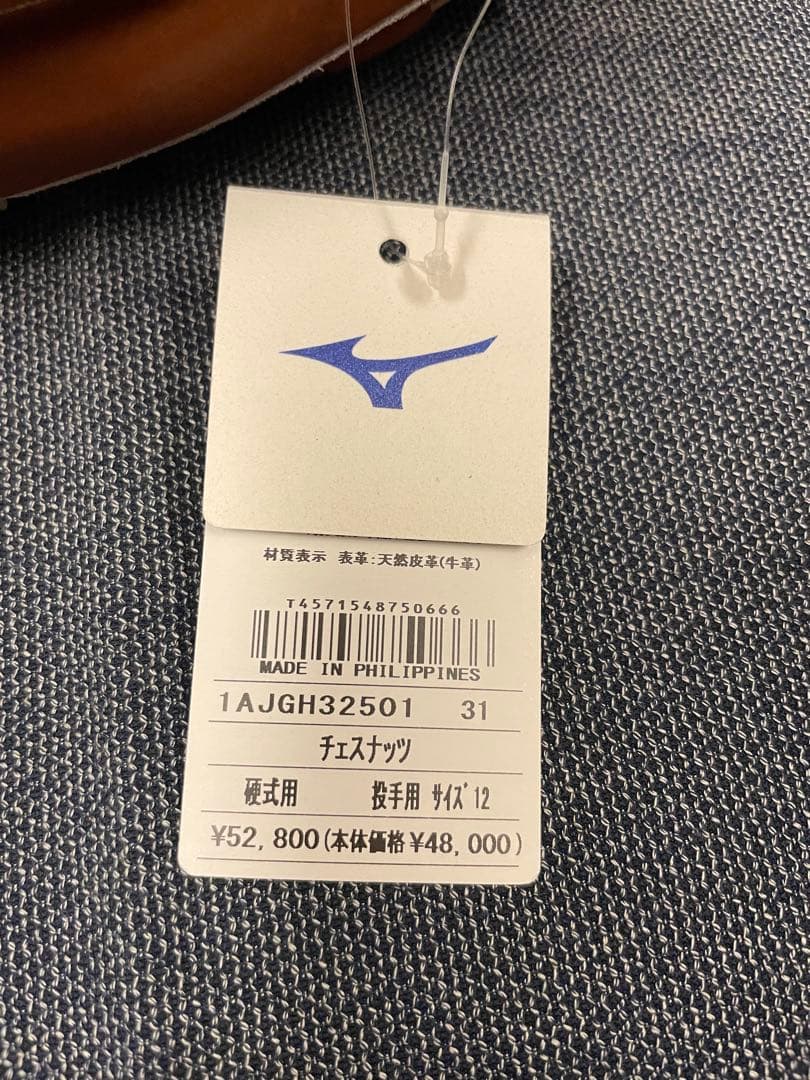 材質表示 表革:天然皮革(牛革)
T4571548750666
MADE IN PHILIPPINES
1AJGH32501 31
チェスナッツ
硬式用 投手用 サイズ12
¥52,800(本体価格¥48,000)